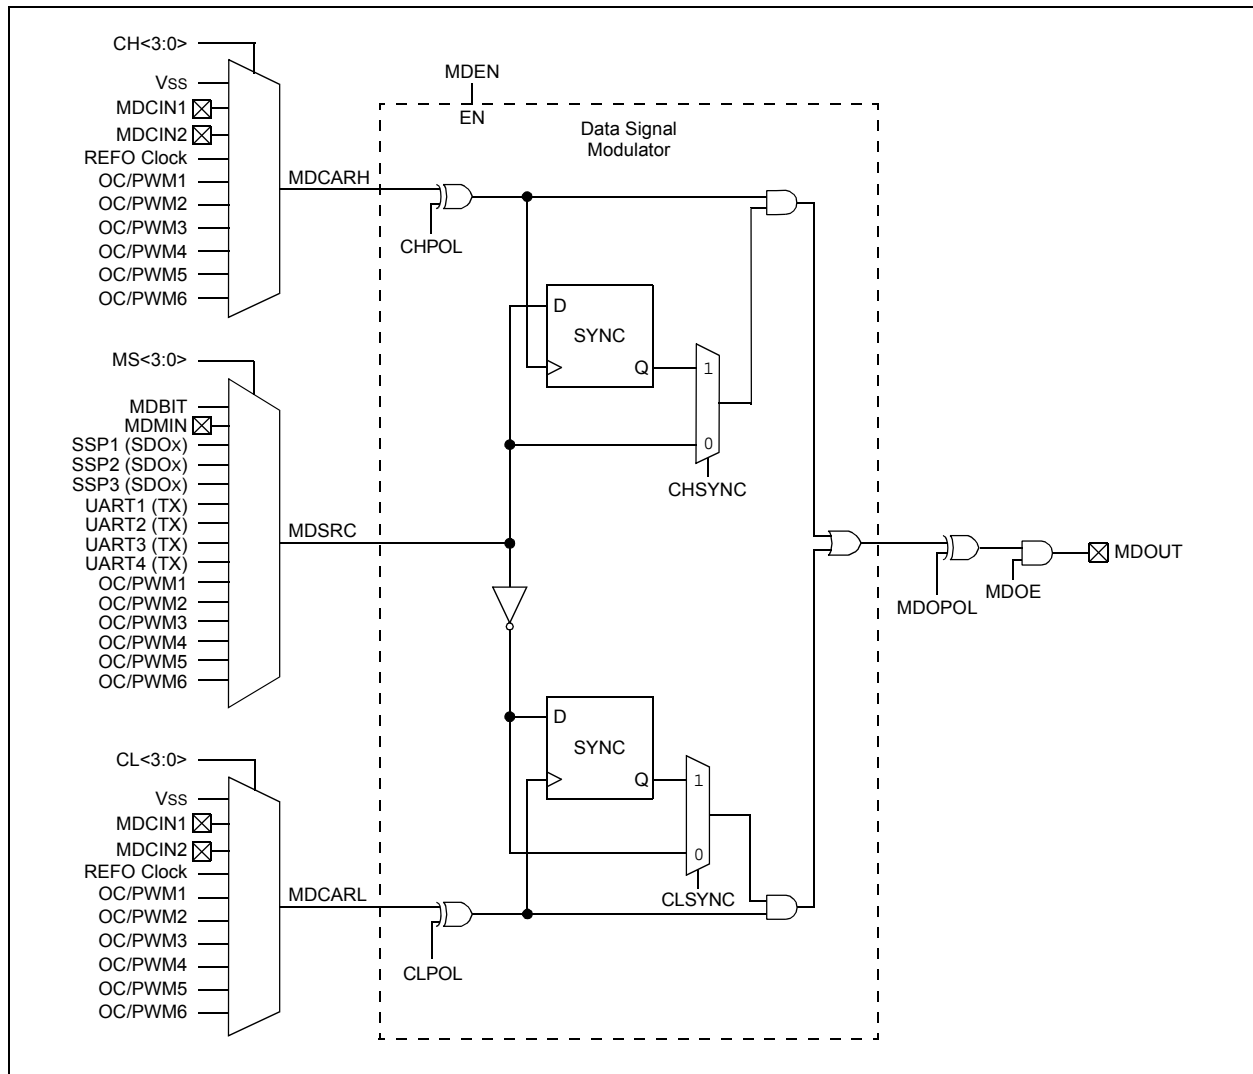 CH<3:0>
VSS
MDCIN1
MDCIN2
REFO Clock
OC/PWM1
OC/PWM2
OC/PWM3
OC/PWM4
OC/PWM5
OC/PWM6
MDCARH
MDEN
EN
Data Signal
Modulator
CHPOL
D
SYNC
Q
1
0
CHSYNC
MS<3:0>
MDBIT
MDMIN
SSP1 (SDOx)
SSP2 (SDOx)
SSP3 (SDOx)
UART1 (TX)
UART2 (TX)
UART3 (TX)
UART4 (TX)
OC/PWM1
OC/PWM2
OC/PWM3
OC/PWM4
OC/PWM5
OC/PWM6
MDSRC
MDOPOL
MDOE
MDOUT
D
SYNC
Q
1
0
CLSYNC
CL<3:0>
VSS
MDCIN1
MDCIN2
REFO Clock
OC/PWM1
OC/PWM2
OC/PWM3
OC/PWM4
OC/PWM5
OC/PWM6
MDCARL
CLPOL